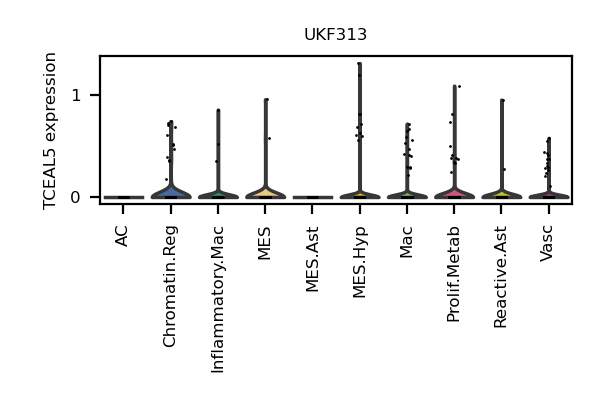 UKF313
TCEAL5 expression
1
0
AC
Chromatin.Reg
Inflammatory.Mac
MES
MES.Ast
MES.Hyp
Mac
Prolif.Metab
Reactive.Ast
Vasc